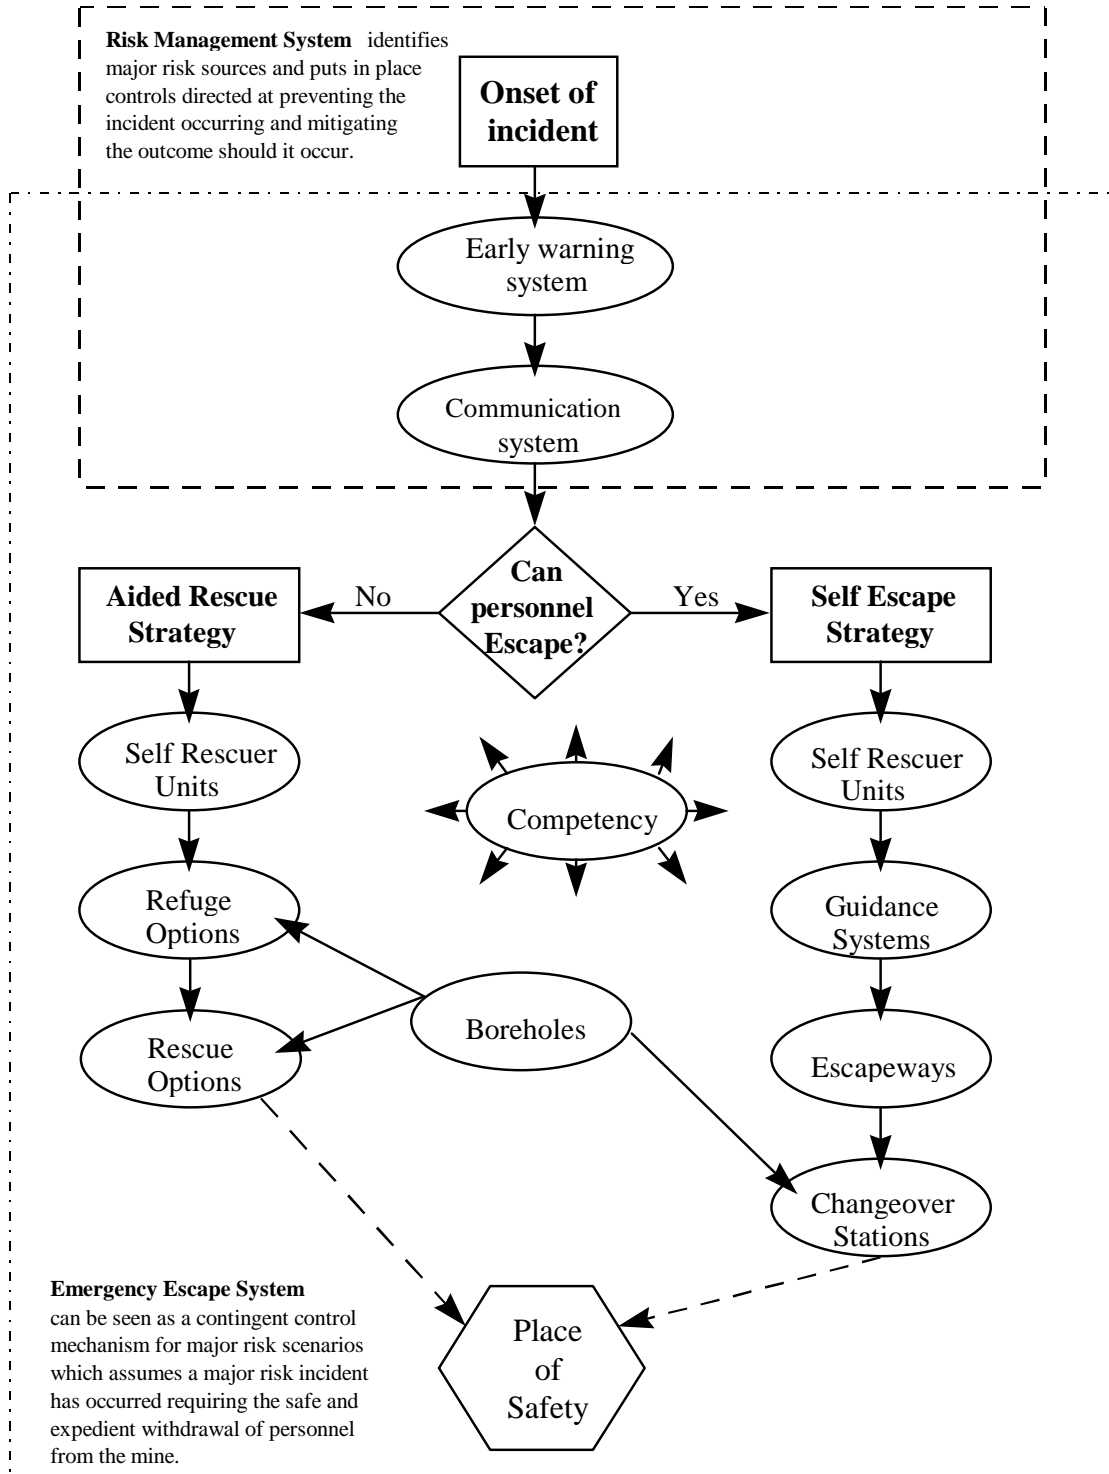 Risk Management System identifies
major risk sources and puts in place
controls directed at preventing the
incident occurring and mitigating
the outcome should it occur.
Onset of
incident
Early warning
system
Communication
system
Can
personnel
Escape?
No
Yes
Aided Rescue
Strategy
Self Escape
Strategy
Self Rescuer
Units
Competency
Self Rescuer
Units
Refuge
Options
Guidance
Systems
Rescue
Options
Boreholes
Escapeways
Changeover
Stations
Emergency Escape System
can be seen as a contingent control
mechanism for major risk scenarios
which assumes a major risk incident
has occurred requiring the safe and
expedient withdrawal of personnel
from the mine.
Place
of
Safety